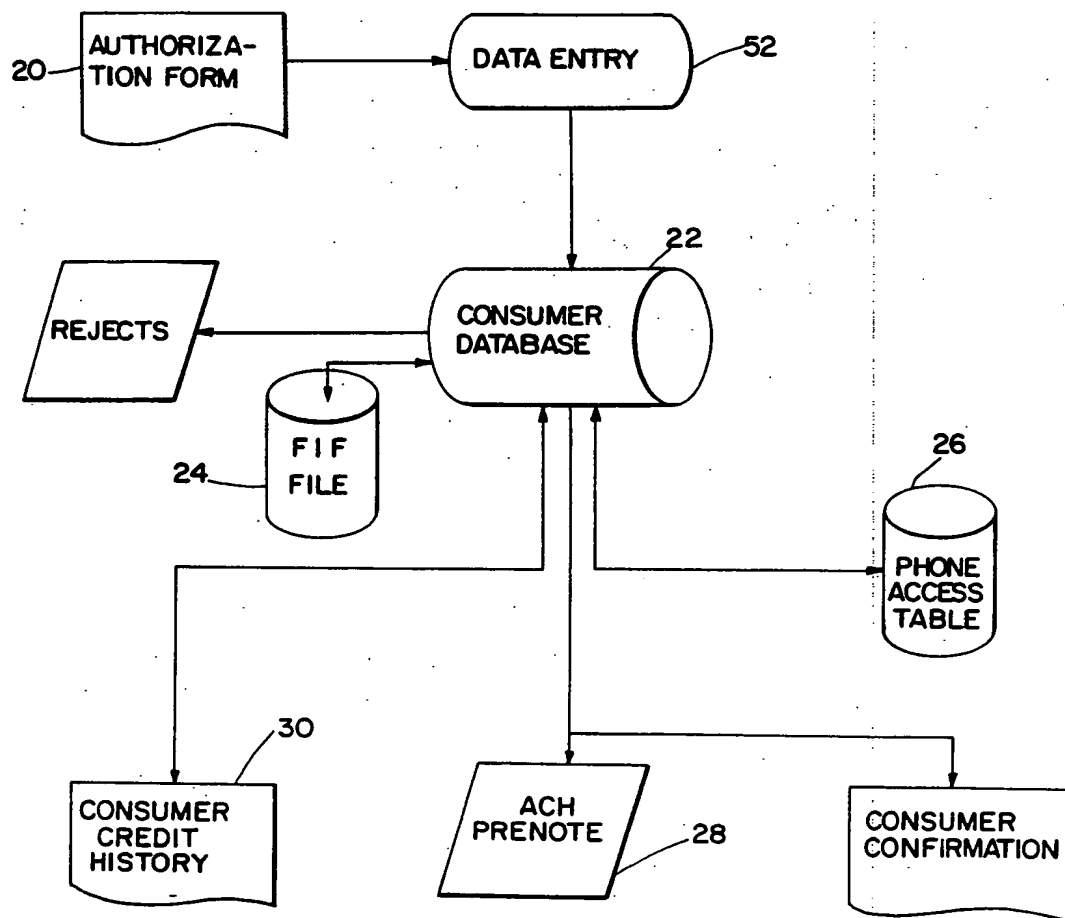 AUTHORIZA-
TION FORM
20
DATA ENTRY
52
22
CONSUMER
DATABASE
REJECTS
FIF
FILE
24
26
PHONE
ACCESS
TABLE
30
CONSUMER
CREDIT
HISTORY
ACH
PRENOTE
28
CONSUMER
CONFIRMATION